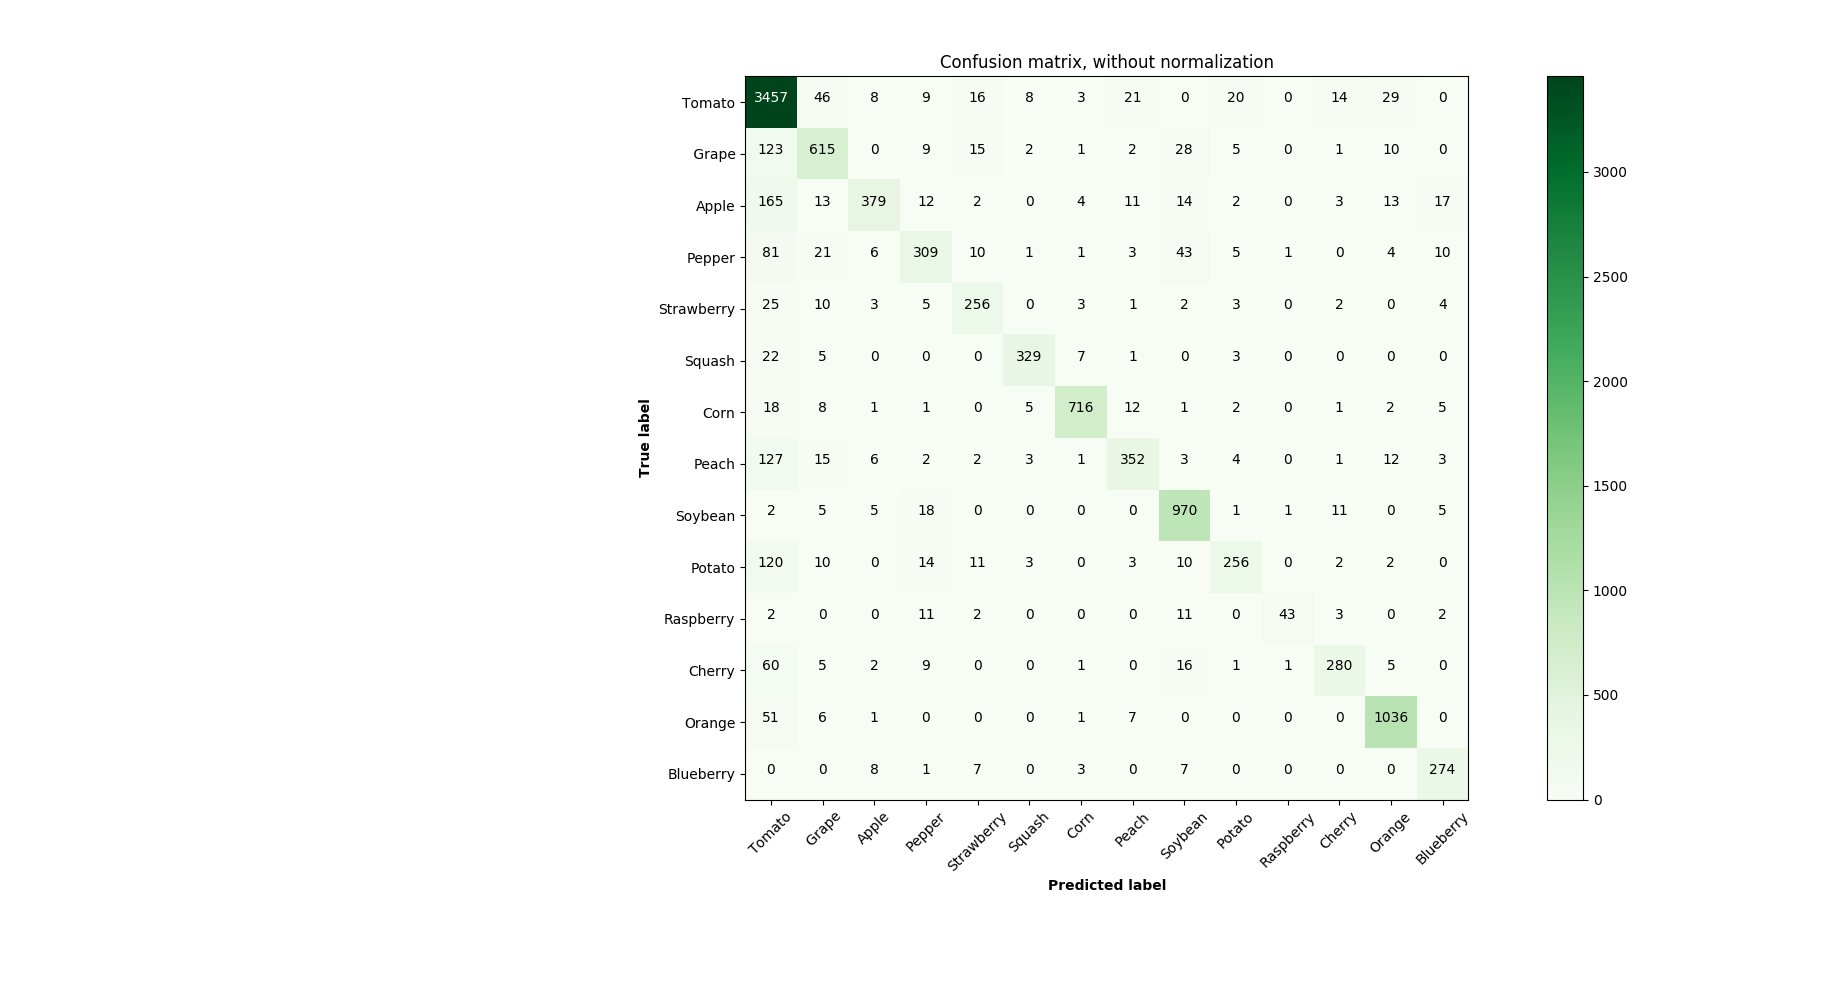 Confusion matrix, without normalization
Tomato 3457 46 8 9 16 8 3 21 0 20 0 14 29 0
Grape 123 615 0 9 15 2 1 2 28 5 0 1 10 0
Apple 165 13 379 12 2 0 4 11 14 2 0 3 13 17
Pepper 81 21 6 309 10 1 1 3 43 5 1 0 4 10
Strawberry 25 10 3 5 256 0 3 1 2 3 0 2 0 4
Squash 22 5 0 0 0 329 7 1 0 3 0 0 0 0
Corn 18 8 1 1 0 5 716 12 1 2 0 1 2 5
Peach 127 15 6 2 2 3 1 352 3 4 0 1 12 3
Soybean 2 5 5 18 0 0 0 0 970 1 1 11 0 5
Potato 120 10 0 14 11 3 0 3 10 256 0 2 2 0
Raspberry 2 0 0 11 2 0 0 0 11 0 43 3 0 2
Cherry 60 5 2 9 0 0 1 0 16 1 1 280 5 0
Orange 51 6 1 0 0 0 1 7 0 0 0 0 1036 0
Blueberry 0 0 8 1 7 0 3 0 7 0 0 0 0 274
Tomato Grape Apple Pepper Strawberry Squash Corn Peach Soybean Potato Raspberry Cherry Orange Blueberry
Predicted label
True label
3000
2500
2000
1500
1000
500
0